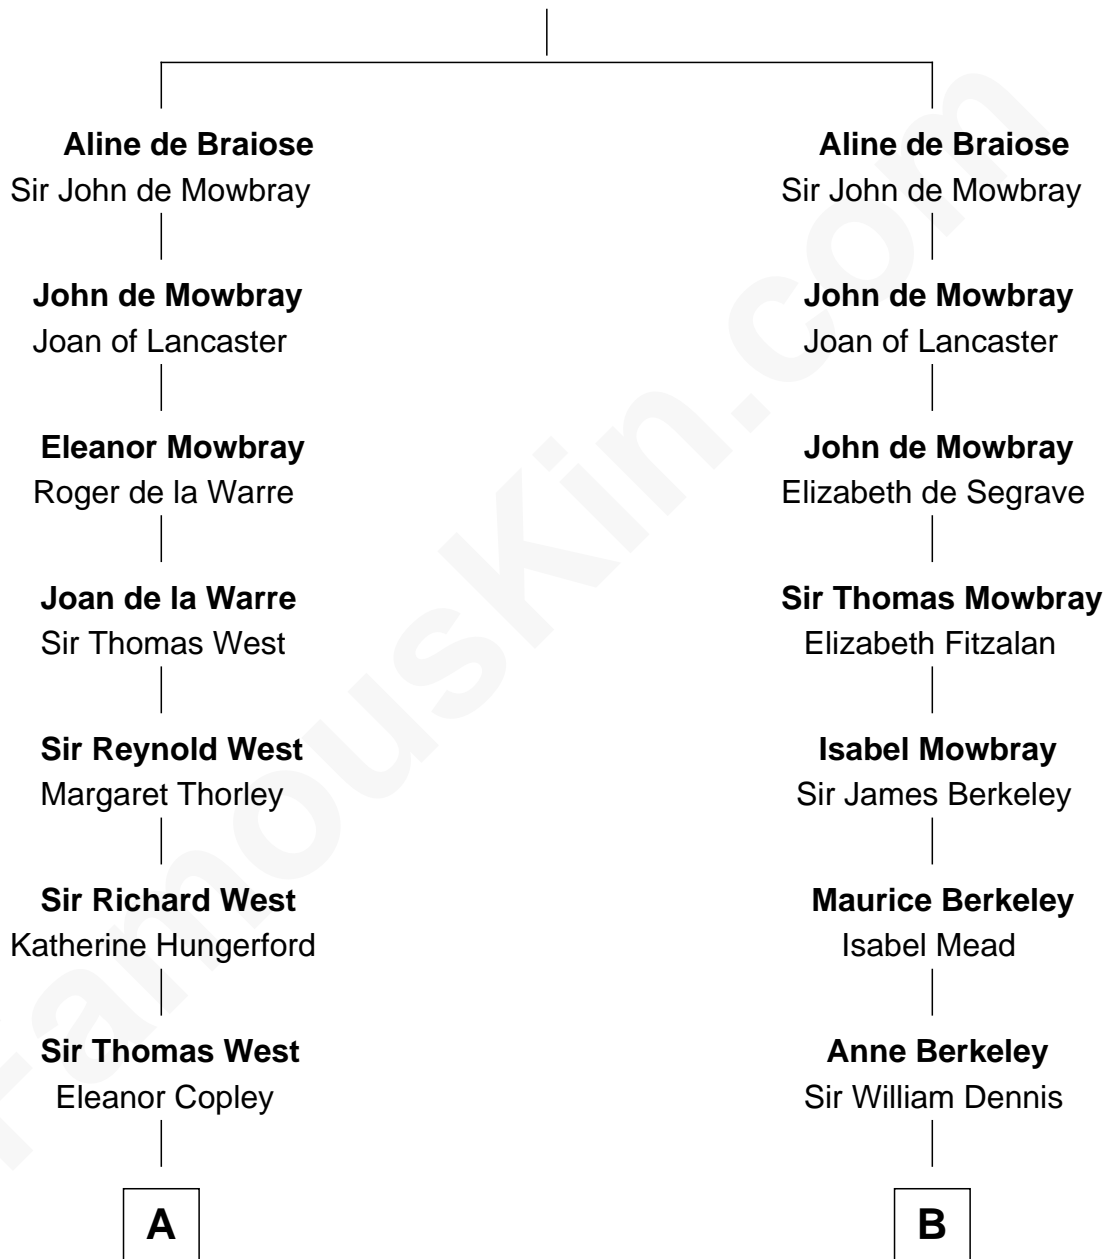 Aline de Braiose
Sir John de Mowbray
John de Mowbray
Joan of Lancaster
Eleanor Mowbray
Roger de la Warre
Joan de la Warre
Sir Thomas West
Sir Reynold West
Margaret Thorley
Sir Richard West
Katherine Hungerford
Sir Thomas West
Eleanor Copley
A
Aline de Braiose
Sir John de Mowbray
John de Mowbray
Joan of Lancaster
John de Mowbray
Elizabeth de Segrave
Sir Thomas Mowbray
Elizabeth Fitzalan
Isabel Mowbray
Sir James Berkeley
Maurice Berkeley
Isabel Mead
Anne Berkeley
Sir William Dennis
B
FamousKin.com